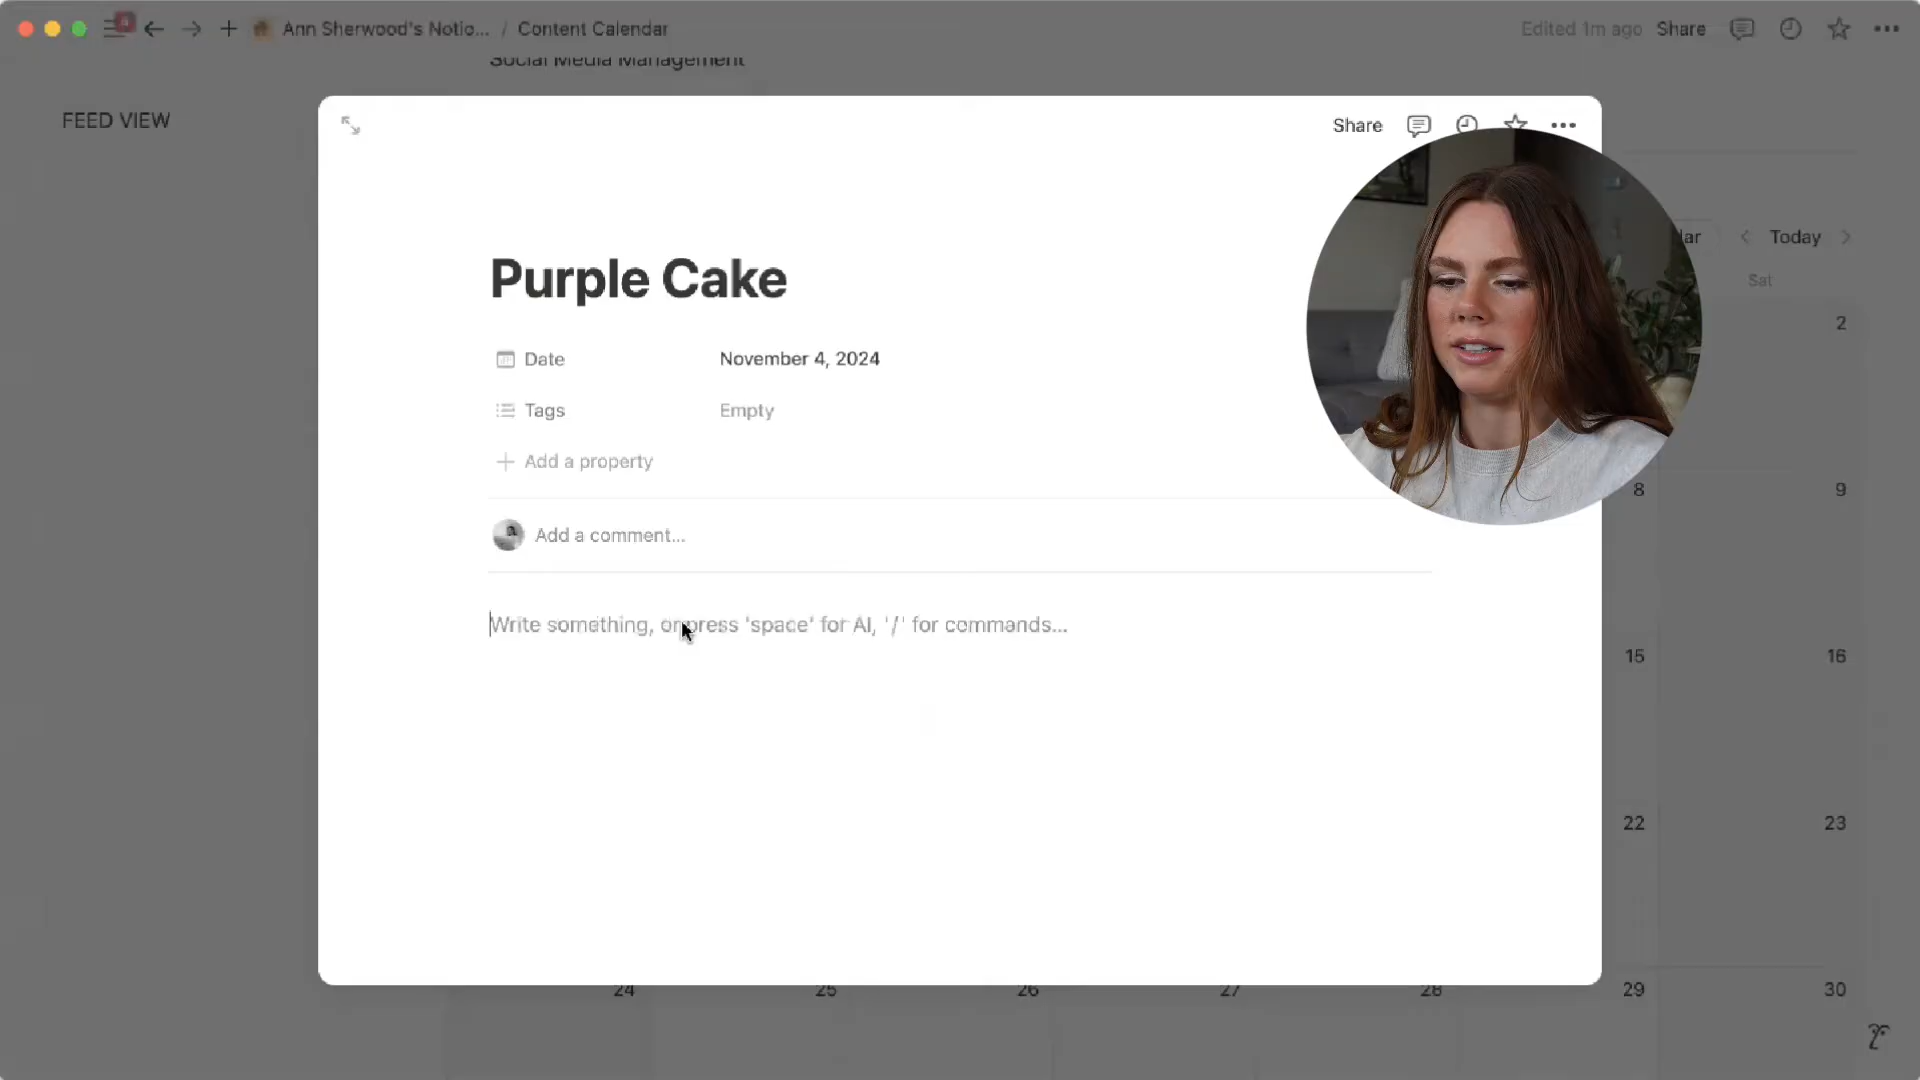 6
Ann Sherwood's Notio... / Content Calendar
Edited 1m ago Share
Social Media Management
FEED VIEW
Share
Purple Cake
Date November 4, 2024
Tags Empty
Add a property
Add a comment...
Write something, or press 'space' for AI, '/' for commands...
Today
Sat
2
8 9
15 16
22 23
24 25 26 27 28 29 30